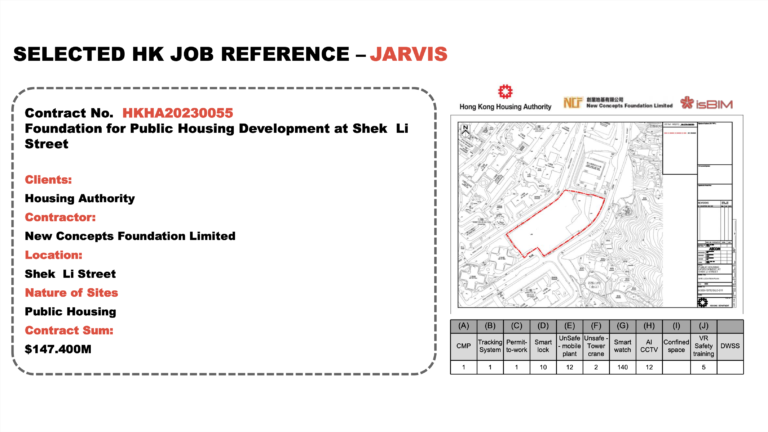 SELECTED HK JOB REFERENCE – JARVIS
Contract No. HKHA20230055
Foundation for Public Housing Development at Shek Li
Street
Clients:
Housing Authority
Contractor:
New Concepts Foundation Limited
Location:
Shek Li Street
Nature of Sites
Public Housing
Contract Sum:
$147.400M
Hong Kong Housing Authority
NCF 創業地基有限公司
New Concepts Foundation Limited
isBIM
(A) (B) (C) (D) (E) (F) (G) (H) (I) (J)
CMP Tracking System Permit-to-work Smart lock UnSafe - mobile plant Unsafe - Tower crane Smart watch AI CCTV Confined space VR Safety training DWSS
1 1 1 10 12 2 140 12 5